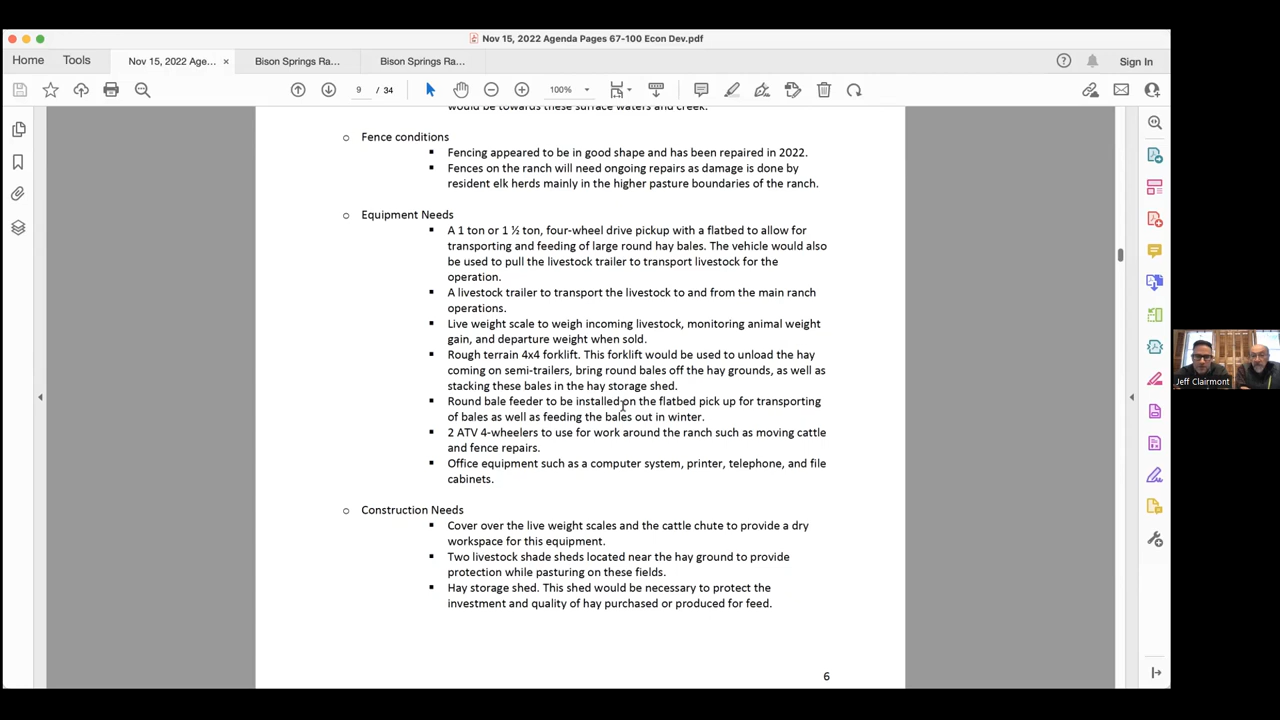 Nov 15, 2022 Agenda Pages 67-100 Econ Dev.pdf
Home Tools Nov 15, 2022 Age... × Bison Springs Ra... Bison Springs Ra... Sign In
9 / 34 100%
would be towards these surface waters and creek.
o Fence conditions
▪ Fencing appeared to be in good shape and has been repaired in 2022.
▪ Fences on the ranch will need ongoing repairs as damage is done by
resident elk herds mainly in the higher pasture boundaries of the ranch.
o Equipment Needs
▪ A 1 ton or 1 ½ ton, four-wheel drive pickup with a flatbed to allow for
transporting and feeding of large round hay bales. The vehicle would also
be used to pull the livestock trailer to transport livestock for the
operation.
▪ A livestock trailer to transport the livestock to and from the main ranch
operations.
▪ Live weight scale to weigh incoming livestock, monitoring animal weight
gain, and departure weight when sold.
▪ Rough terrain 4x4 forklift. This forklift would be used to unload the hay
coming on semi-trailers, bring round bales off the hay grounds, as well as
stacking these bales in the hay storage shed.
▪ Round bale feeder to be installed on the flatbed pick up for transporting
of bales as well as feeding the bales out in winter.
▪ 2 ATV 4-wheelers to use for work around the ranch such as moving cattle
and fence repairs.
▪ Office equipment such as a computer system, printer, telephone, and file
cabinets.
o Construction Needs
▪ Cover over the live weight scales and the cattle chute to provide a dry
workspace for this equipment.
▪ Two livestock shade sheds located near the hay ground to provide
protection while pasturing on these fields.
▪ Hay storage shed. This shed would be necessary to protect the
investment and quality of hay purchased or produced for feed.
6
Jeff Clairmont